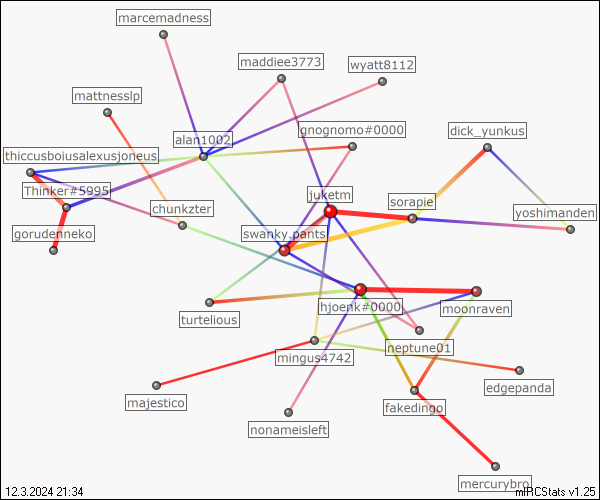 marcemadness
maddiee3773
wyatt8112
mattnesslp
gnognomo#0000
dick_yunkus
alan1002
thiccusboiusalexusjoneus
Thinker#5995
juketm
sorapie
chunkzter
yoshimanden
gorudenneko
swanky.pants
hjoenk#0000
moonraven
turtelious
neptune01
mingus4742
edgepanda
majestico
fakedingo
nonameisleft
mercurybro
12.3.2024 21:34
mIRCStats v1.25